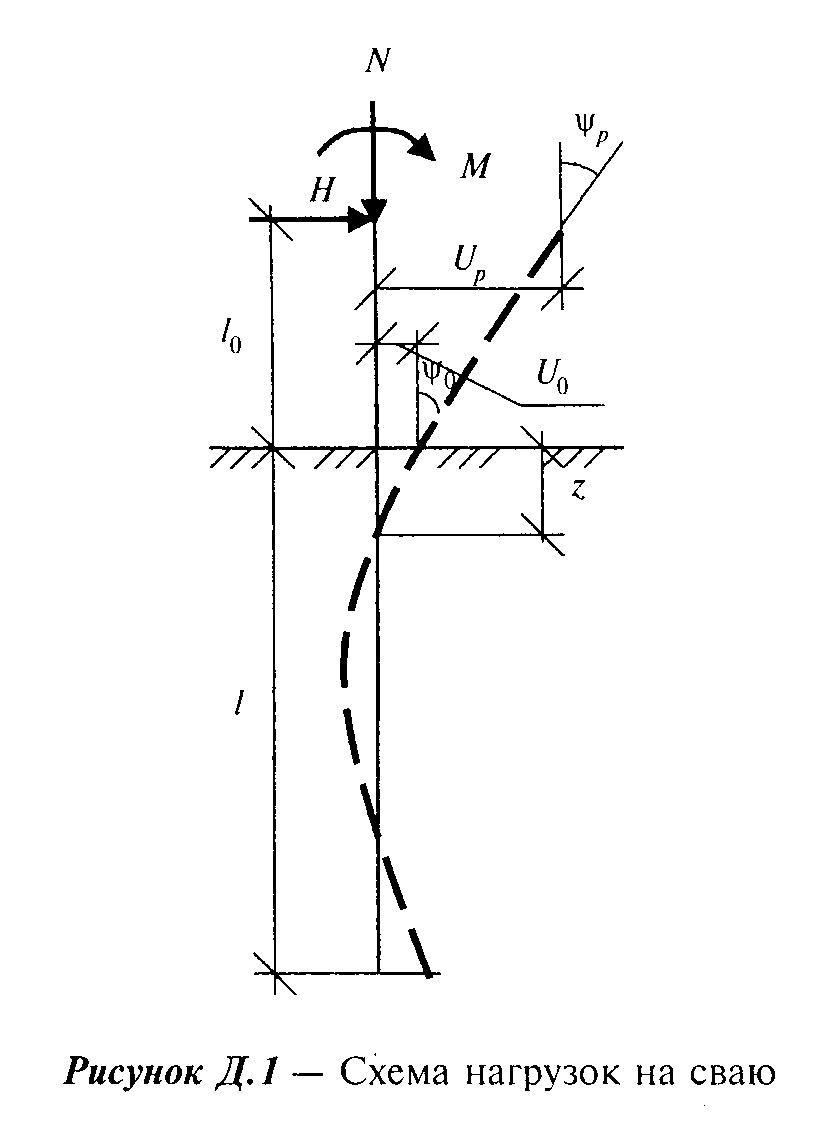 N
ψp
M
H
Up
l0
ψ0
U0
z
l
Рисунок Д.1 — Схема нагрузок на сваю